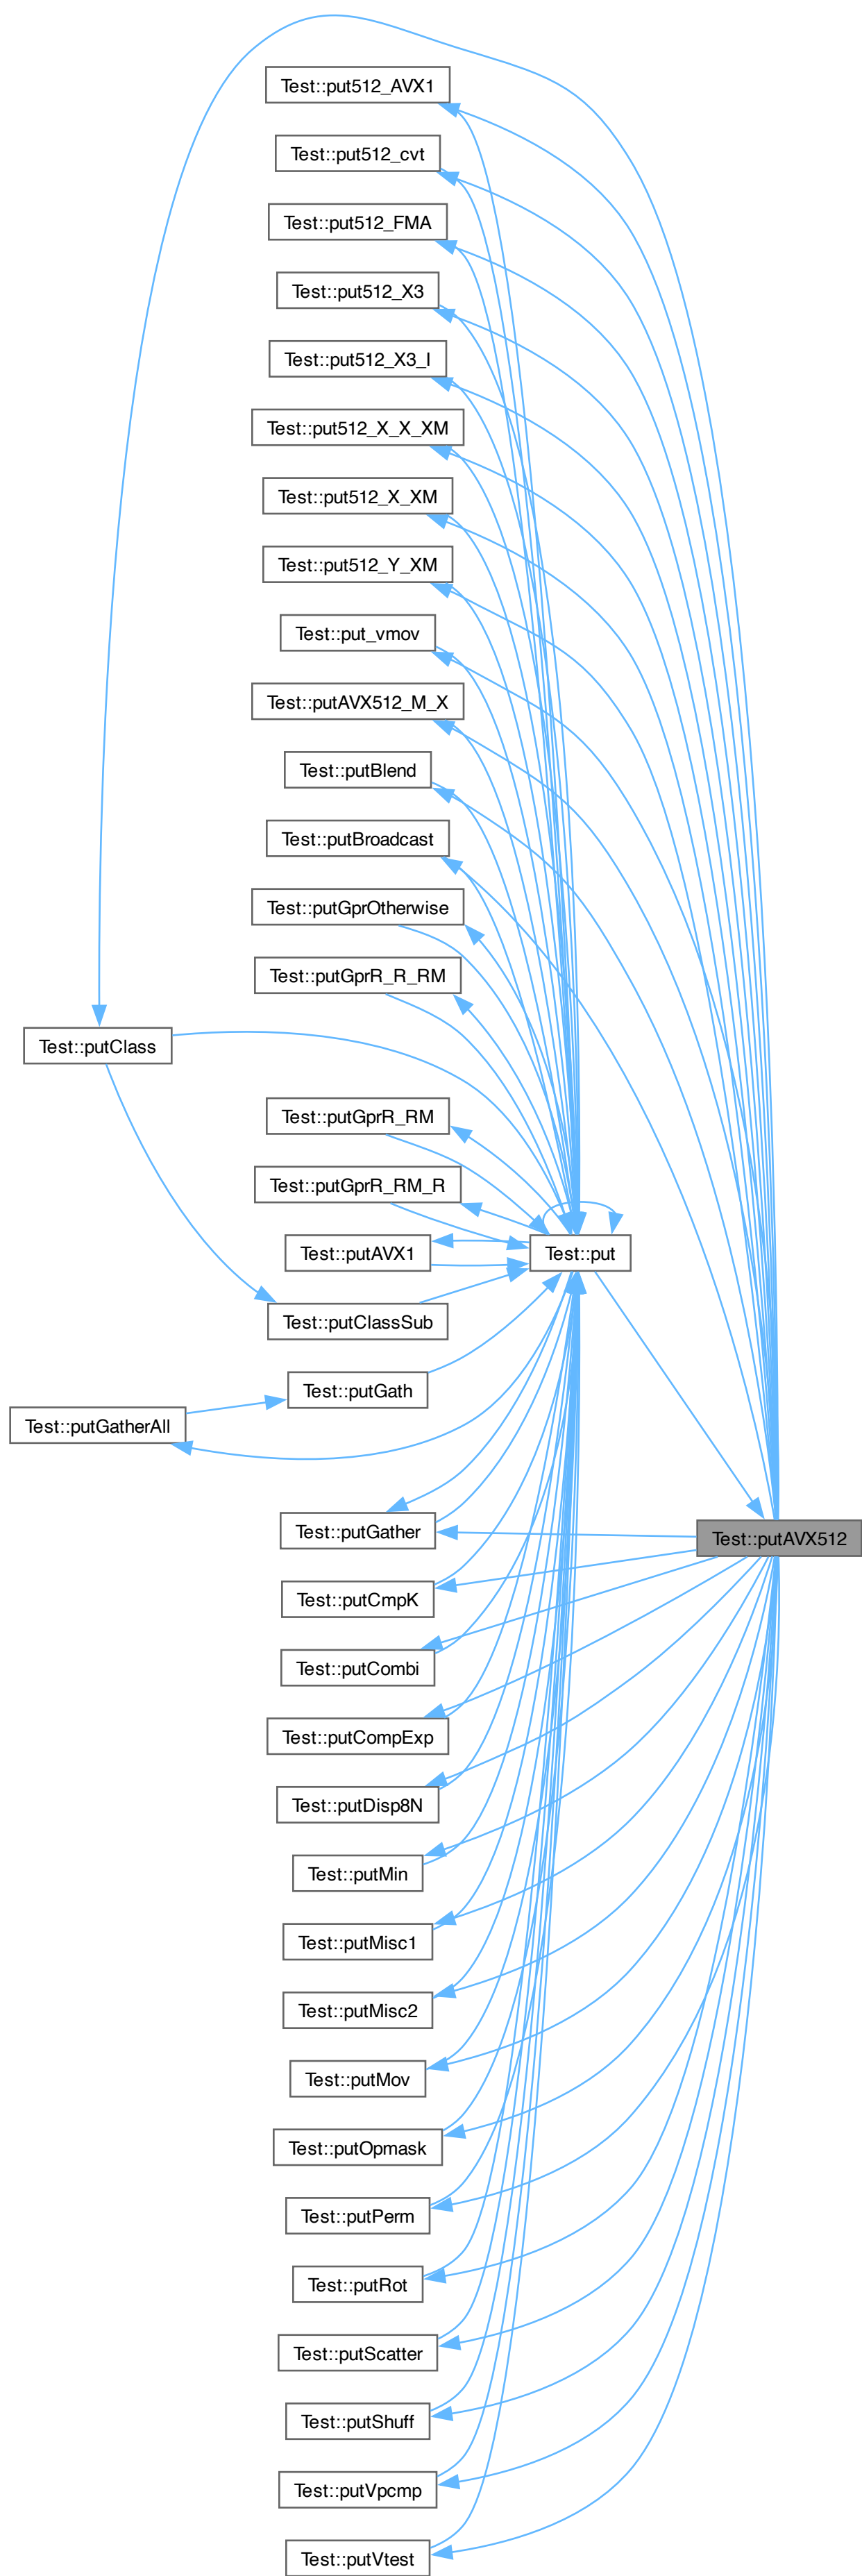 Test::put512_AVX1
Test::put512_cvt
Test::put512_FMA
Test::put512_X3
Test::put512_X3_I
Test::put512_X_X_XM
Test::put512_X_XM
Test::put512_Y_XM
Test::put_vmov
Test::putAVX512_M_X
Test::putBlend
Test::putBroadcast
Test::putGprOtherwise
Test::putGprR_R_RM
Test::putClass
Test::putGprR_RM
Test::putGprR_RM_R
Test::putAVX1
Test::put
Test::putClassSub
Test::putGath
Test::putGatherAll
Test::putGather
Test::putAVX512
Test::putCmpK
Test::putCombi
Test::putCompExp
Test::putDisp8N
Test::putMin
Test::putMisc1
Test::putMisc2
Test::putMov
Test::putOpmask
Test::putPerm
Test::putRot
Test::putScatter
Test::putShuff
Test::putVpcmp
Test::putVtest